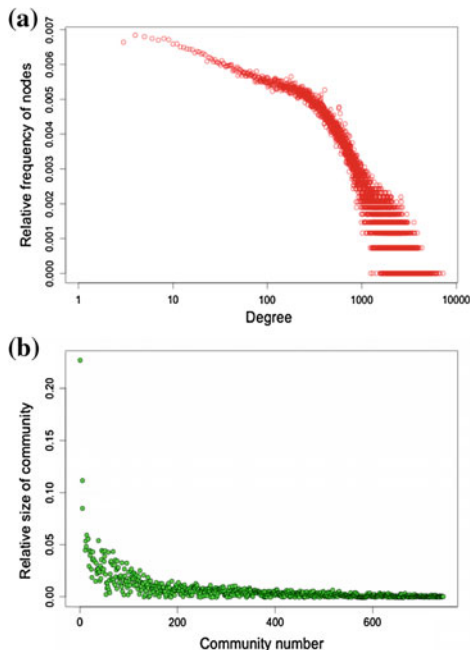 (a)
Relative frequency of nodes
0.007
0.006
0.005
0.004
0.003
0.002
0.001
0.000
1 10 100 1000 10000
Degree
(b)
Relative size of community
0.20
0.15
0.10
0.05
0.00
0 200 400 600
Community number